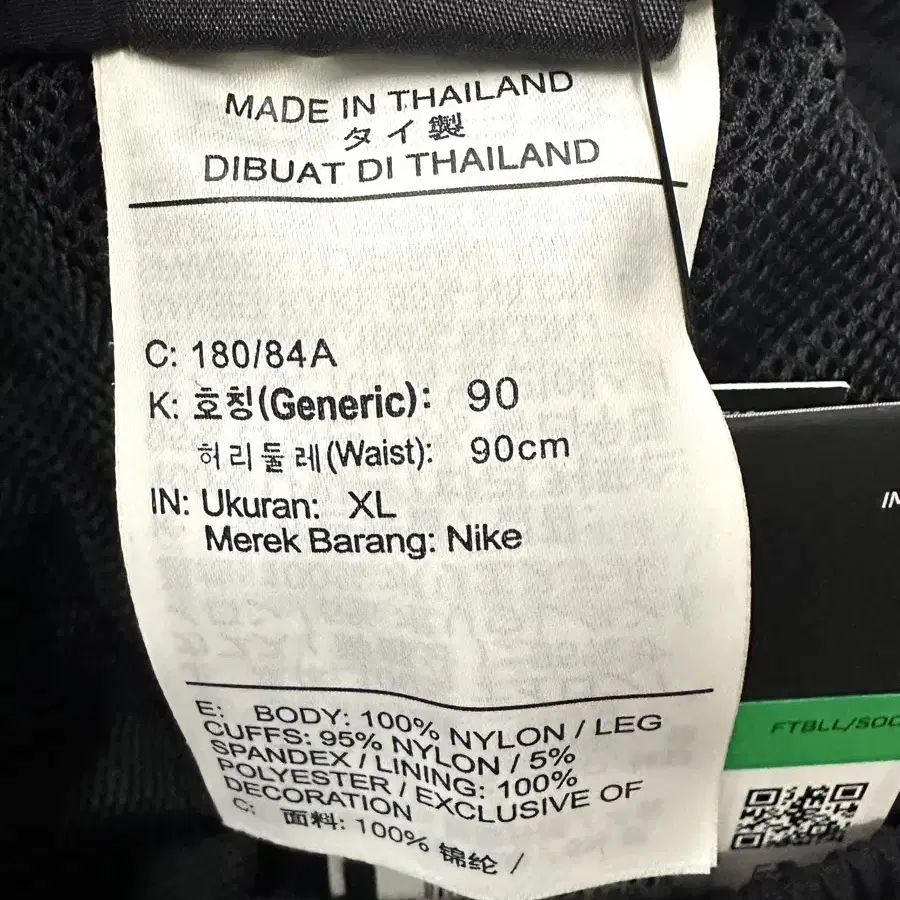 MADE IN THAILAND
タイ製
DIBUAT DI THAILAND
C: 180/84A
K: 호칭(Generic): 90
허리둘레(Waist): 90cm
IN: Ukuran: XL
Merek Barang: Nike
E: BODY: 100% NYLON / LEG
CUFFS: 95% NYLON / 5%
SPANDEX / LINING: 100%
POLYESTER / EXCLUSIVE OF
DECORATION
C: 面料: 100% 锦纶 /
FTBLL/SOC